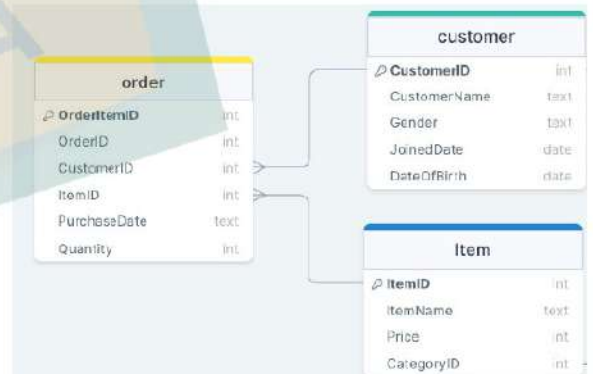 order
OrderItemID int
OrderID int
CustomerID int
ItemID int
PurchaseDate text
Quantity int
customer
CustomerID int
CustomerName text
Gender text
JoinedDate date
DateOfBirth date
Item
ItemID int
ItemName text
Price int
CategoryID int